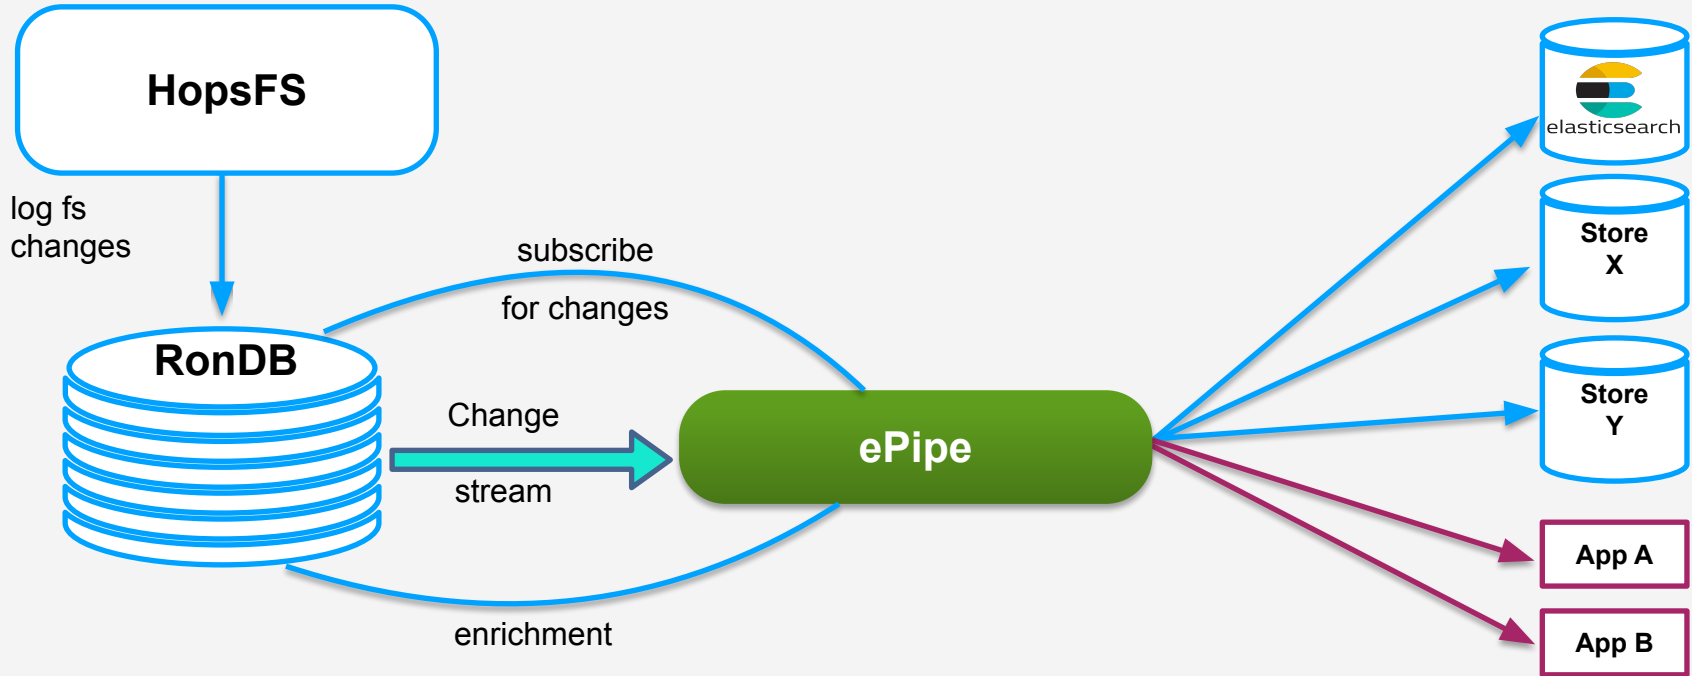 HopsFS
log fs
changes
RonDB
subscribe
for changes
Change
stream
enrichment
ePipe
elasticsearch
Store
X
Store
Y
App A
App B